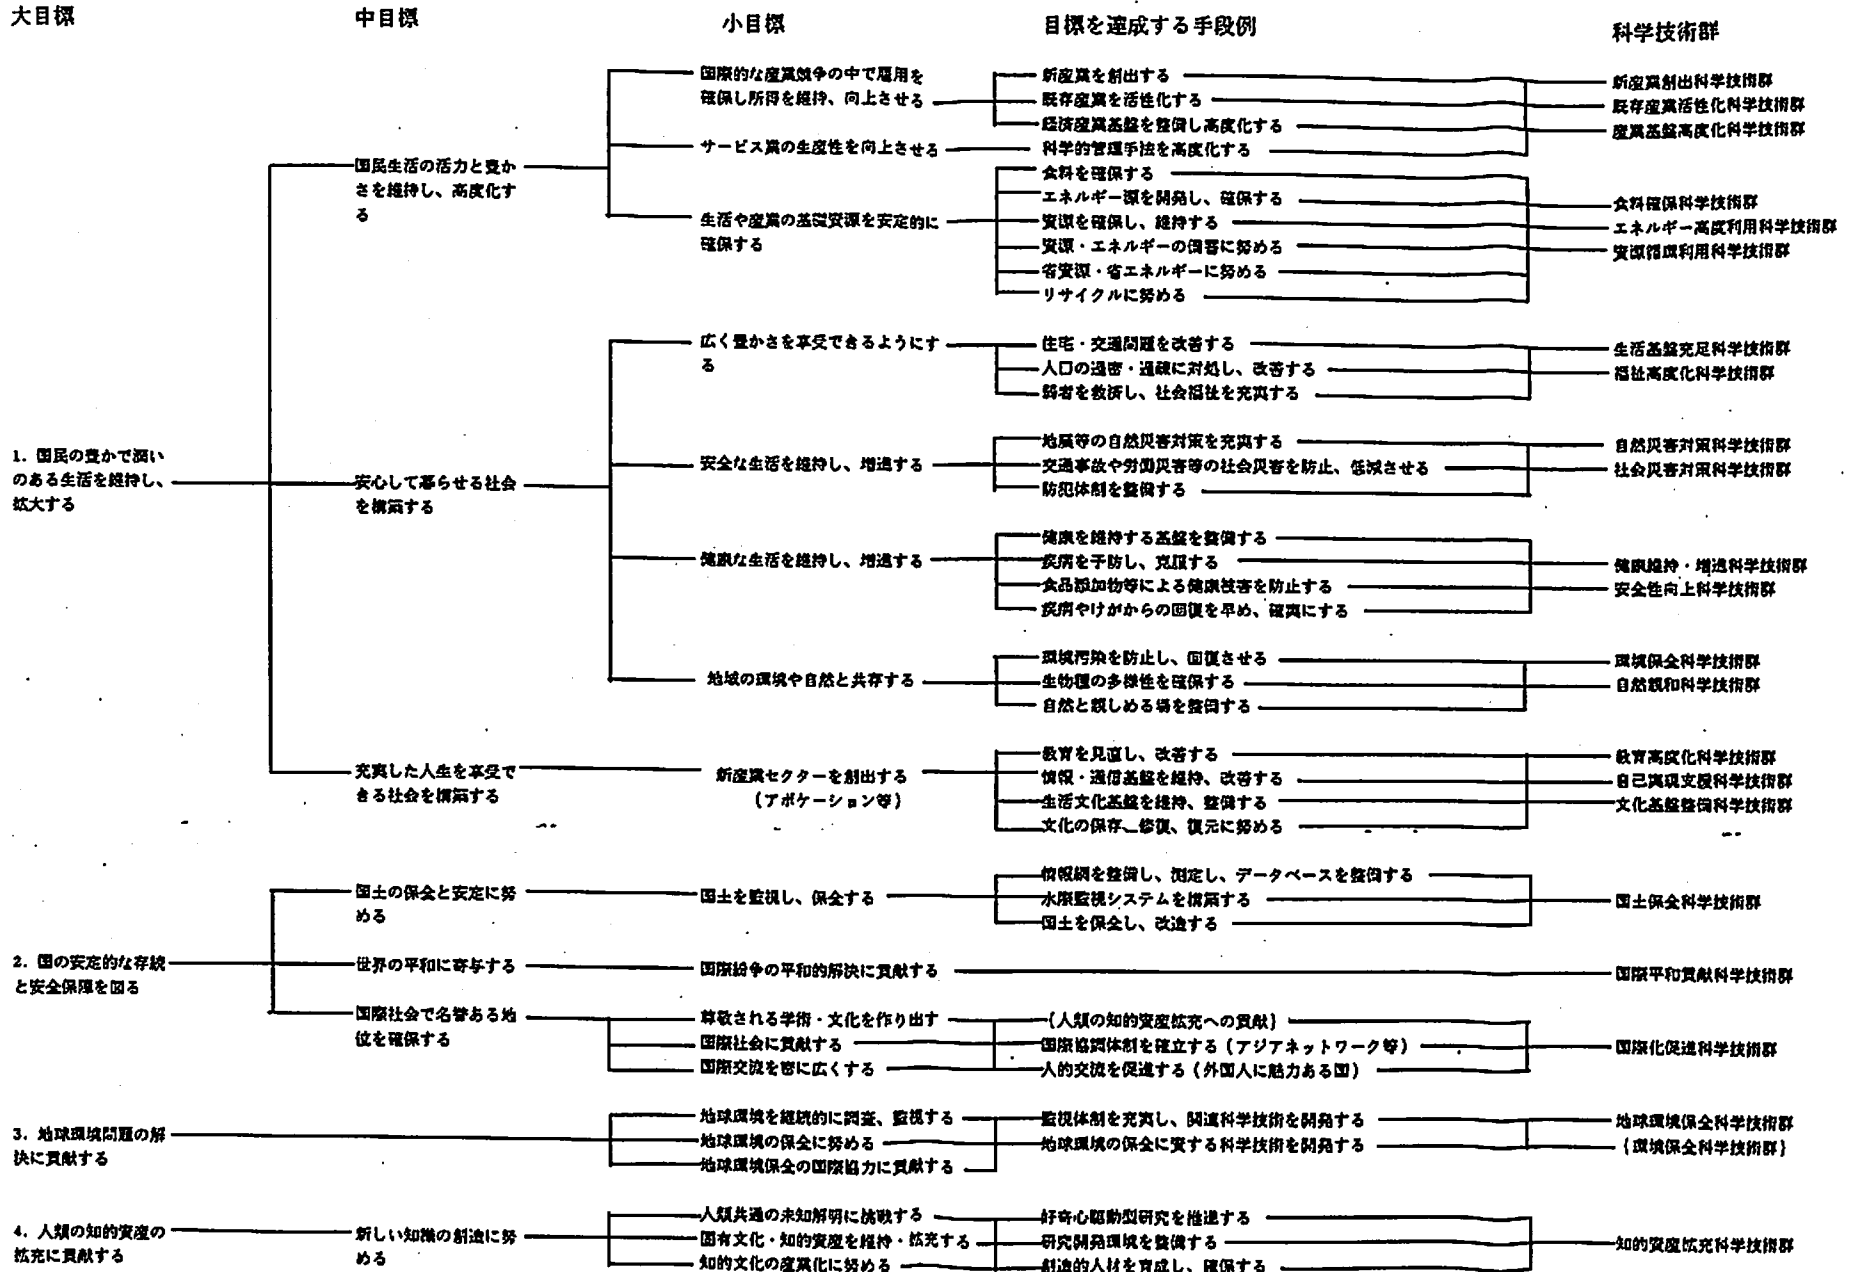 大目標
中目標
小目標
目標を達成する手段例
科学技術群
1. 国民の豊かで潤い
のある生活を維持し、
拡大する
国民生活の活力と豊か
さを維持し、高度化す
る
国際的な産業競争の中で雇用を
確保し所得を維持、向上させる
新産業を創出する
既存産業を活性化する
経済産業基盤を整備し高度化する
新産業創出科学技術群
既存産業活性化科学技術群
産業基盤高度化科学技術群
サービス業の生産性を向上させる
科学的管理手法を高度化する
生活や産業の基礎資源を安定的に
確保する
食料を確保する
エネルギー源を開発し、確保する
資源を確保し、維持する
資源・エネルギーの備蓄に努める
省資源・省エネルギーに努める
リサイクルに努める
食料確保科学技術群
エネルギー高度利用科学技術群
資源循環利用科学技術群
安心して暮らせる社会
を構築する
広く豊かさを享受できるようにす
る
住宅・交通問題を改善する
人口の過密・過疎に対処し、改善する
弱者を救済し、社会福祉を充実する
生活基盤充足科学技術群
福祉高度化科学技術群
安全な生活を維持し、増進する
地震等の自然災害対策を充実する
交通事故や労働災害等の社会災害を防止、低減させる
防犯体制を整備する
自然災害対策科学技術群
社会災害対策科学技術群
健康な生活を維持し、増進する
健康を維持する基盤を整備する
疾病を予防し、克服する
食品添加物等による健康被害を防止する
疾病やけがからの回復を早め、確実にする
健康維持・増進科学技術群
安全性向上科学技術群
地域の環境や自然と共存する
環境汚染を防止し、回復させる
生物種の多様性を確保する
自然と親しめる場を整備する
環境保全科学技術群
自然親和科学技術群
充実した人生を享受で
きる社会を構築する
新産業セクターを創出する
(アボケーション等)
教育を見直し、改善する
情報・通信基盤を維持、改善する
生活文化基盤を維持、整備する
文化の保存、修復、復元に努める
教育高度化科学技術群
自己実現支援科学技術群
文化基盤整備科学技術群
2. 国の安定的な存続
と安全保障を図る
国土の保全と安定に努
める
国土を監視し、保全する
情報網を整備し、測定し、データベースを整備する
水際監視システムを構築する
国土を保全し、改造する
国土保全科学技術群
世界の平和に寄与する
国際紛争の平和的解決に貢献する
国際平和貢献科学技術群
国際社会で名誉ある地
位を確保する
尊敬される学術・文化を作り出す
国際社会に貢献する
国際交流を密に広くする
{人類の知的資産拡充への貢献}
国際協調体制を確立する(アジアネットワーク等)
人的交流を促進する(外国人に魅力ある国)
国際化促進科学技術群
3. 地球環境問題の解
決に貢献する
地球環境を継続的に調査、監視する
地球環境の保全に努める
地球環境保全の国際協力に貢献する
監視体制を充実し、関連科学技術を開発する
地球環境の保全に資する科学技術を開発する
地球環境保全科学技術群
{環境保全科学技術群}
4. 人類の知的資産の
拡充に貢献する
新しい知識の創造に努
める
人類共通の未知解明に挑戦する
固有文化・知的資産を維持・拡充する
知的文化の産業化に努める
好奇心駆動型研究を推進する
研究開発環境を整備する
創造的人材を育成し、確保する
知的資産拡充科学技術群